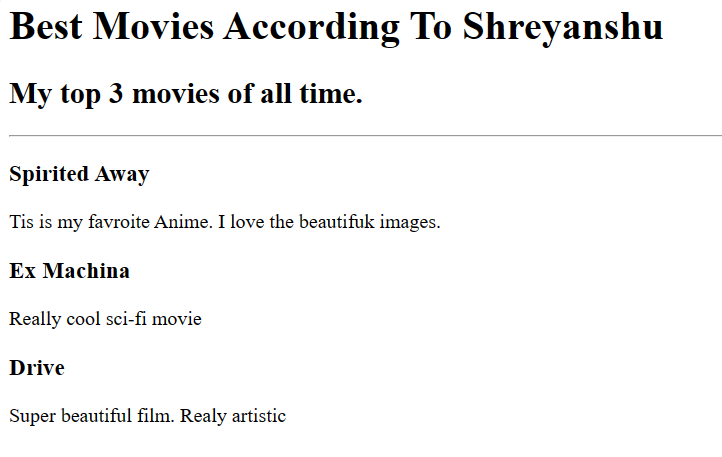 Best Movies According To Shreyanshu
My top 3 movies of all time.
Spirited Away
Tis is my favroite Anime. I love the beautifuk images.
Ex Machina
Really cool sci-fi movie
Drive
Super beautiful film. Realy artistic